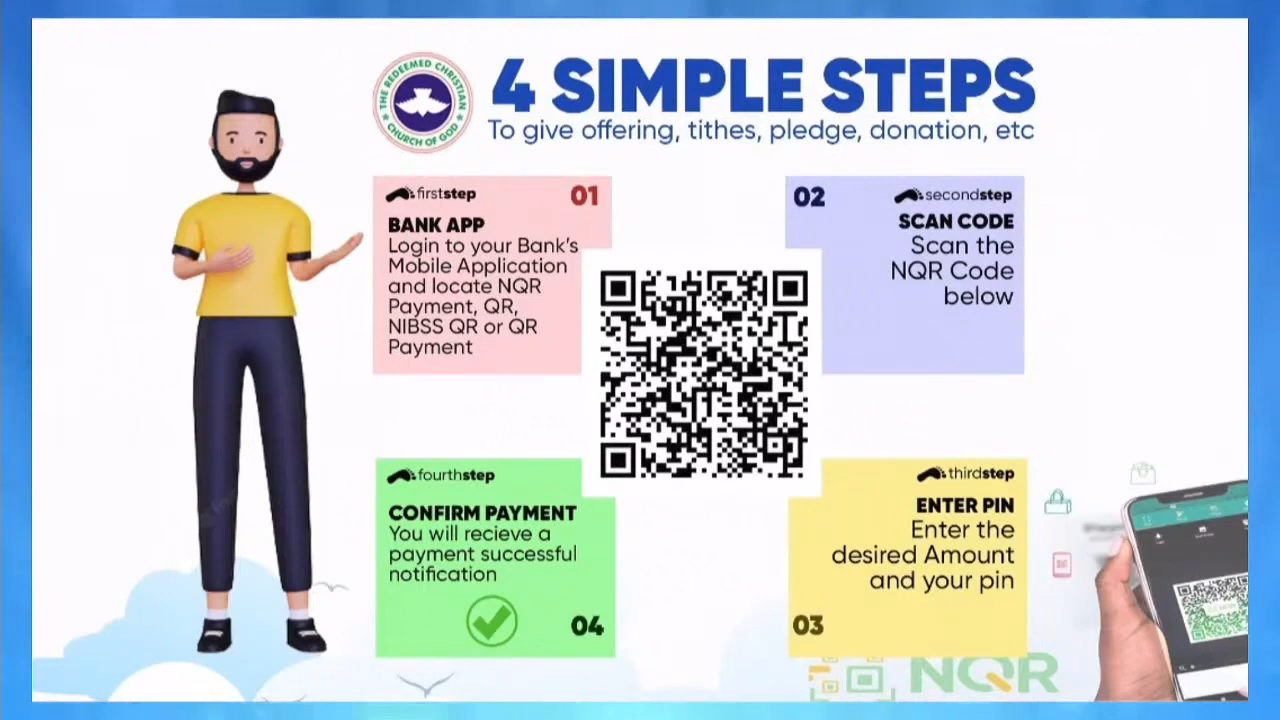 THE REDEEMED CHRISTIAN
CHURCH OF GOD
4 SIMPLE STEPS
To give offering, tithes, pledge, donation, etc
firststep 01
BANK APP
Login to your Bank's
Mobile Application
and locate NQR
Payment, QR,
NIBSS QR or QR
Payment
02 secondstep
SCAN CODE
Scan the
NQR Code
below
thirdstep
ENTER PIN
Enter the
desired Amount
and your pin
03
fourthstep
CONFIRM PAYMENT
You will recieve a
payment successful
notification
04
NQR